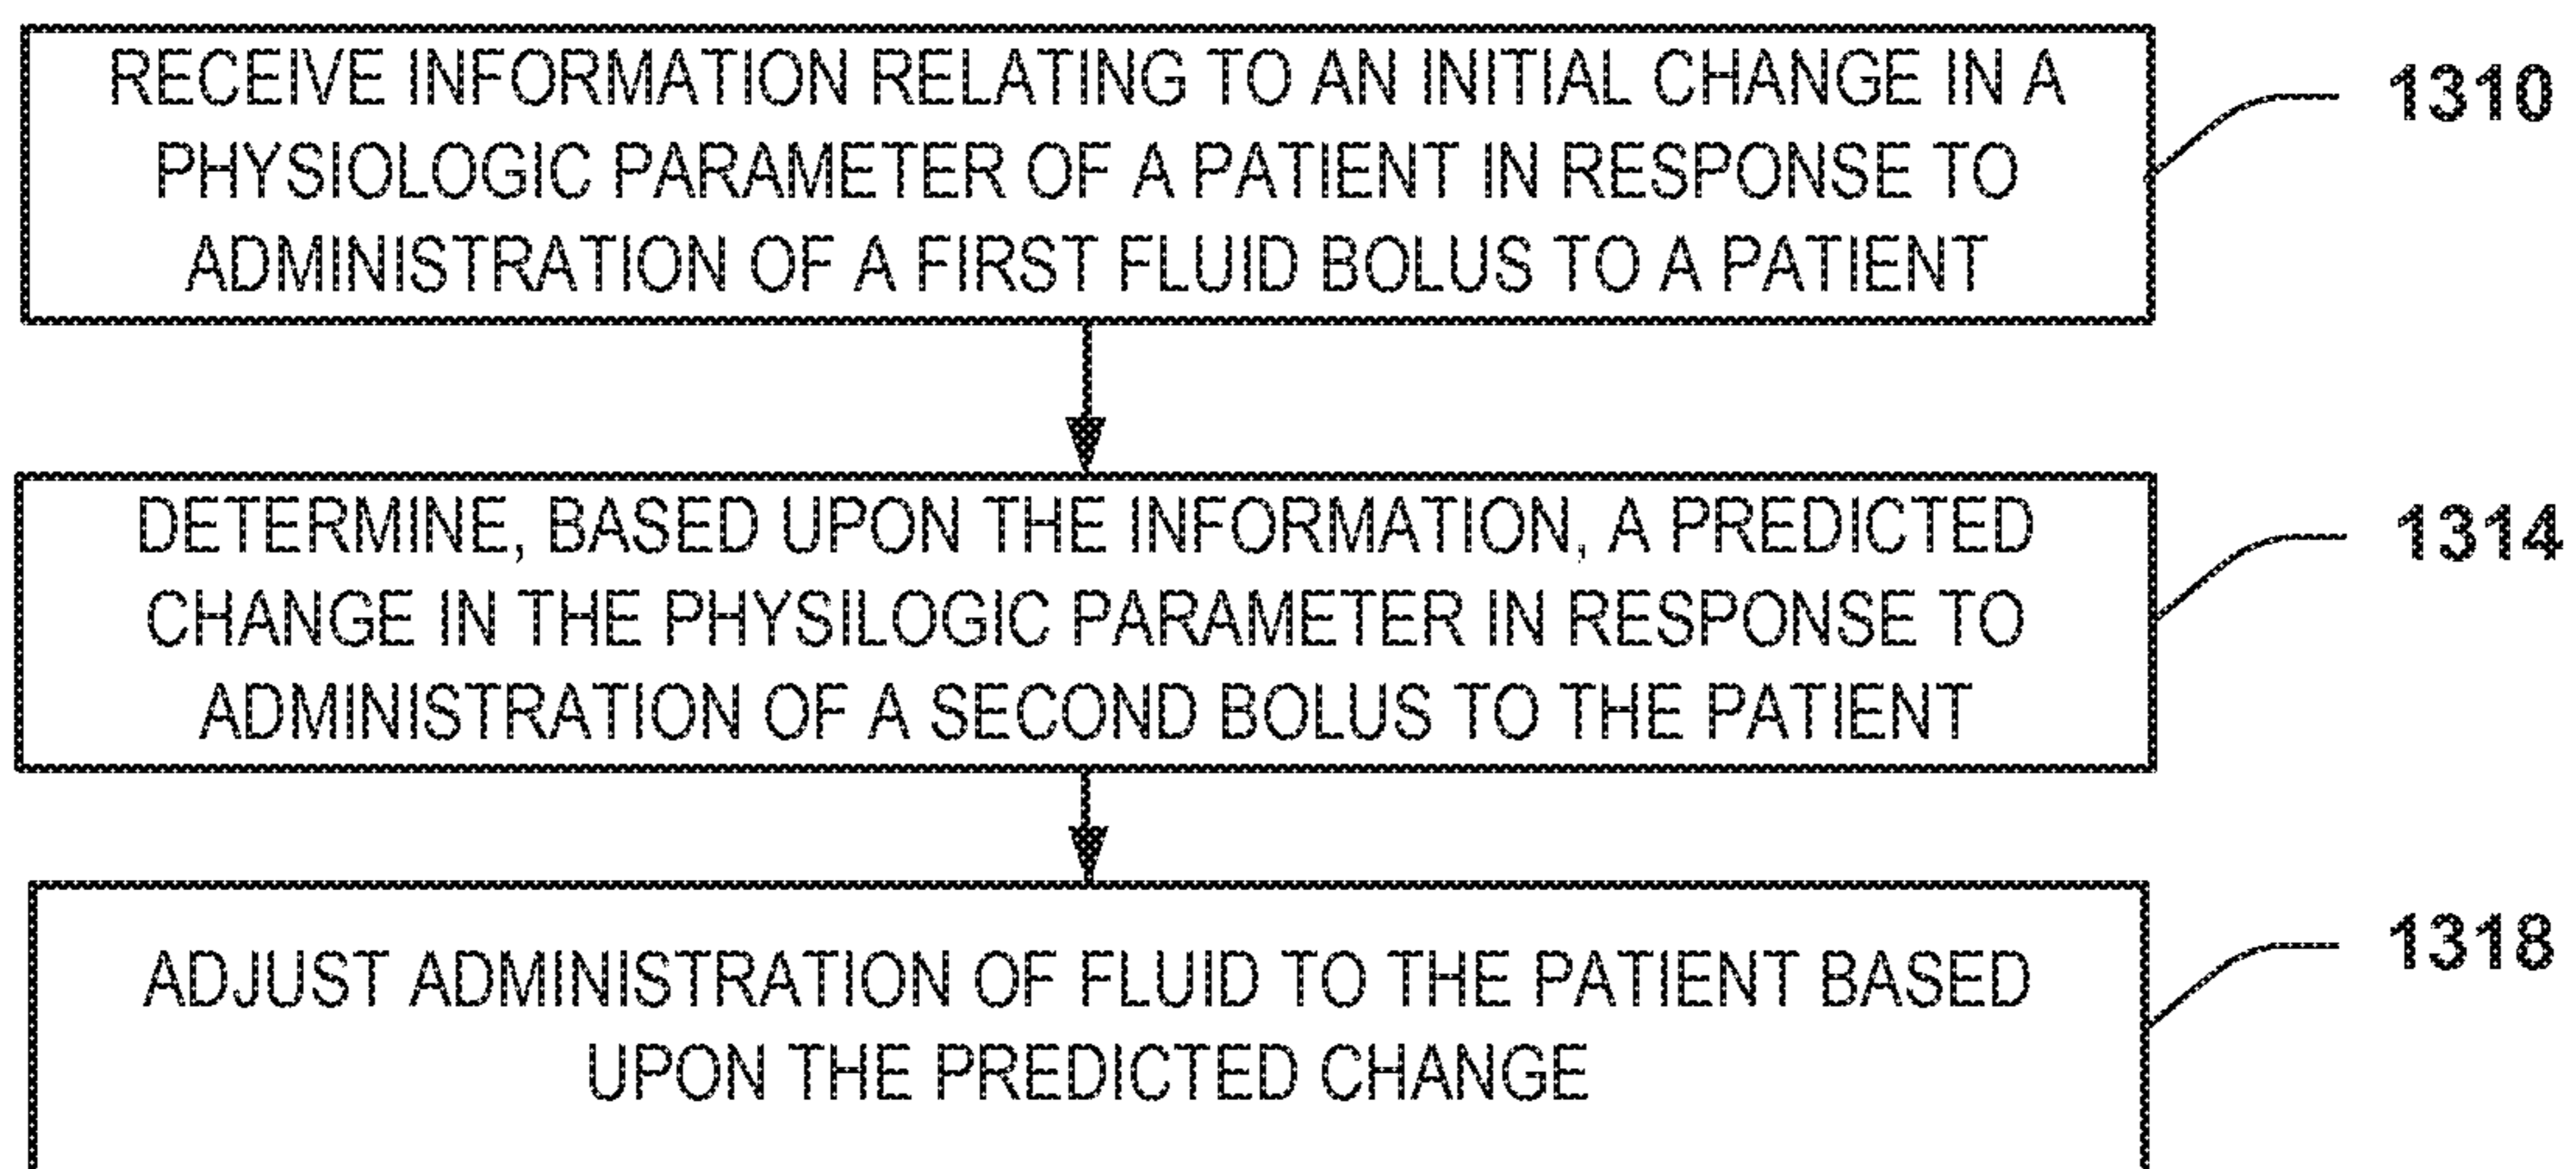 RECEIVE INFORMATION RELATING TO AN INITIAL CHANGE IN A
PHYSIOLOGIC PARAMETER OF A PATIENT IN RESPONSE TO
ADMINISTRATION OF A FIRST FLUID BOLUS TO A PATIENT
1310
DETERMINE, BASED UPON THE INFORMATION, A PREDICTED
CHANGE IN THE PHYSILOGIC PARAMETER IN RESPONSE TO
ADMINISTRATION OF A SECOND BOLUS TO THE PATIENT
1314
ADJUST ADMINISTRATION OF FLUID TO THE PATIENT BASED
UPON THE PREDICTED CHANGE
1318